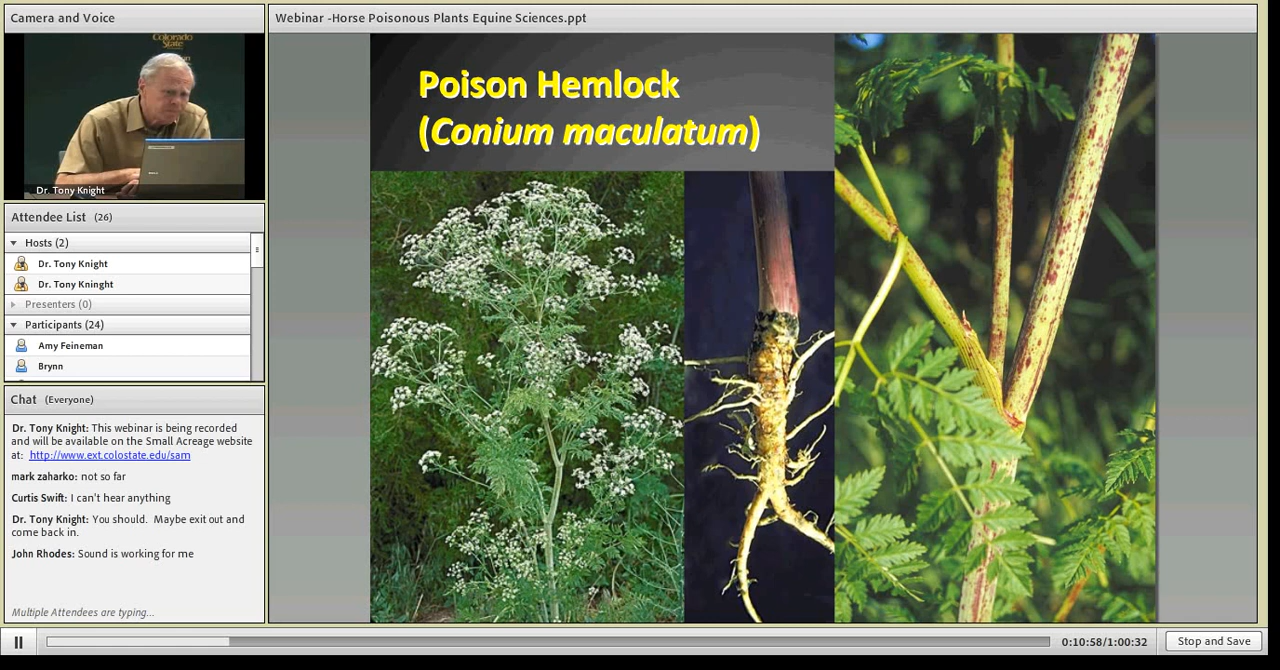 Camera and Voice
Colorado
State
Dr. Tony Knight
Attendee List (26)
Hosts (2)
Dr. Tony Knight
Dr. Tony Kninght
Presenters (0)
Participants (24)
Amy Feineman
Brynn
Chat (Everyone)
Dr. Tony Knight: This webinar is being recorded
and will be available on the Small Acreage website
at: http://www.ext.colostate.edu/sam
mark zaharko: not so far
Curtis Swift: I can't hear anything
Dr. Tony Knight: You should. Maybe exit out and
come back in.
John Rhodes: Sound is working for me
Multiple Attendees are typing...
Webinar -Horse Poisonous Plants Equine Sciences.ppt
Poison Hemlock
(Conium maculatum)
0:10:58/1:00:32
Stop and Save